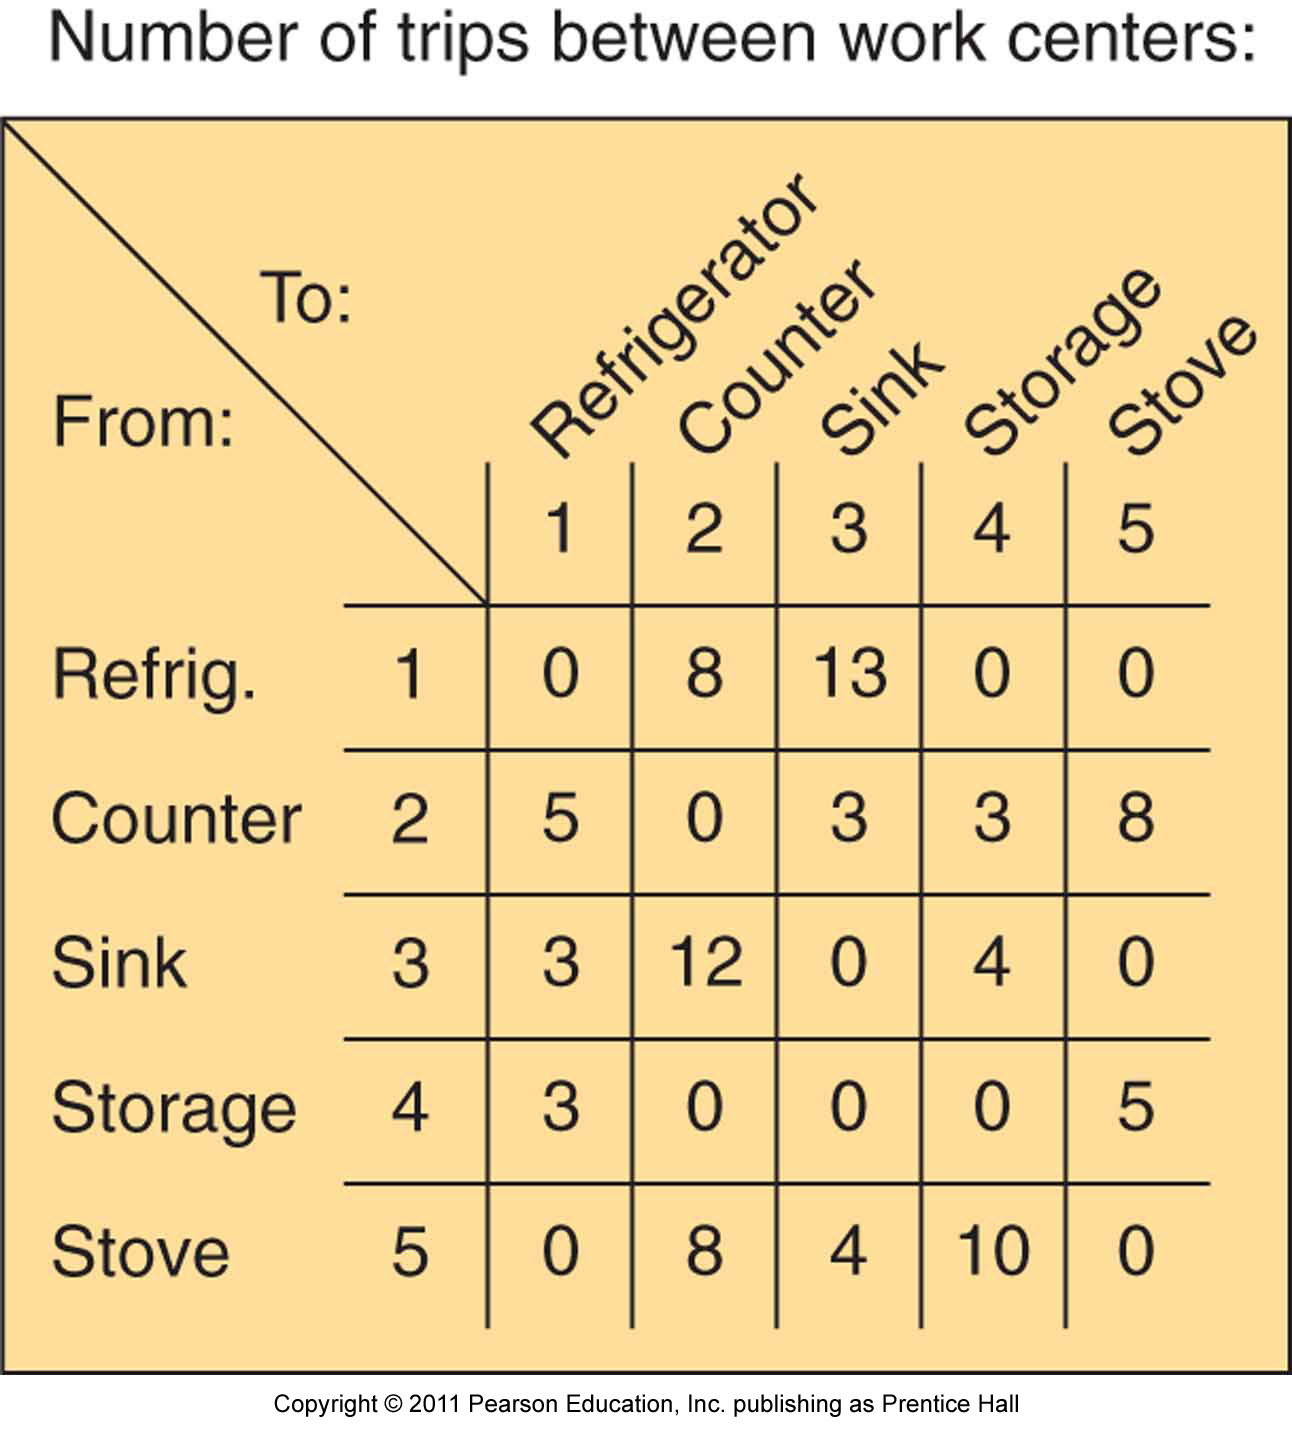 Number of trips between work centers:
To:
From:
Refrigerator
Counter
Sink
Storage
Stove
1 2 3 4 5
Refrig. 1 0 8 13 0 0
Counter 2 5 0 3 3 8
Sink 3 3 12 0 4 0
Storage 4 3 0 0 0 5
Stove 5 0 8 4 10 0
Copyright © 2011 Pearson Education, Inc. publishing as Prentice Hall